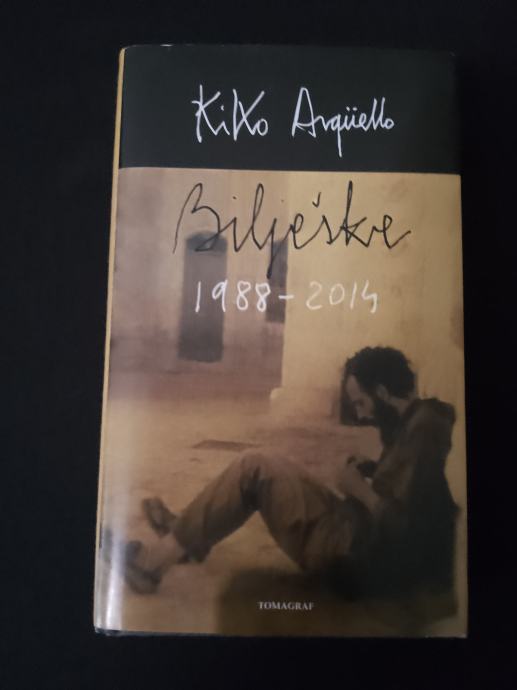 Kiko Argüello
Bilješke
1988-2014
TOMAGRAF